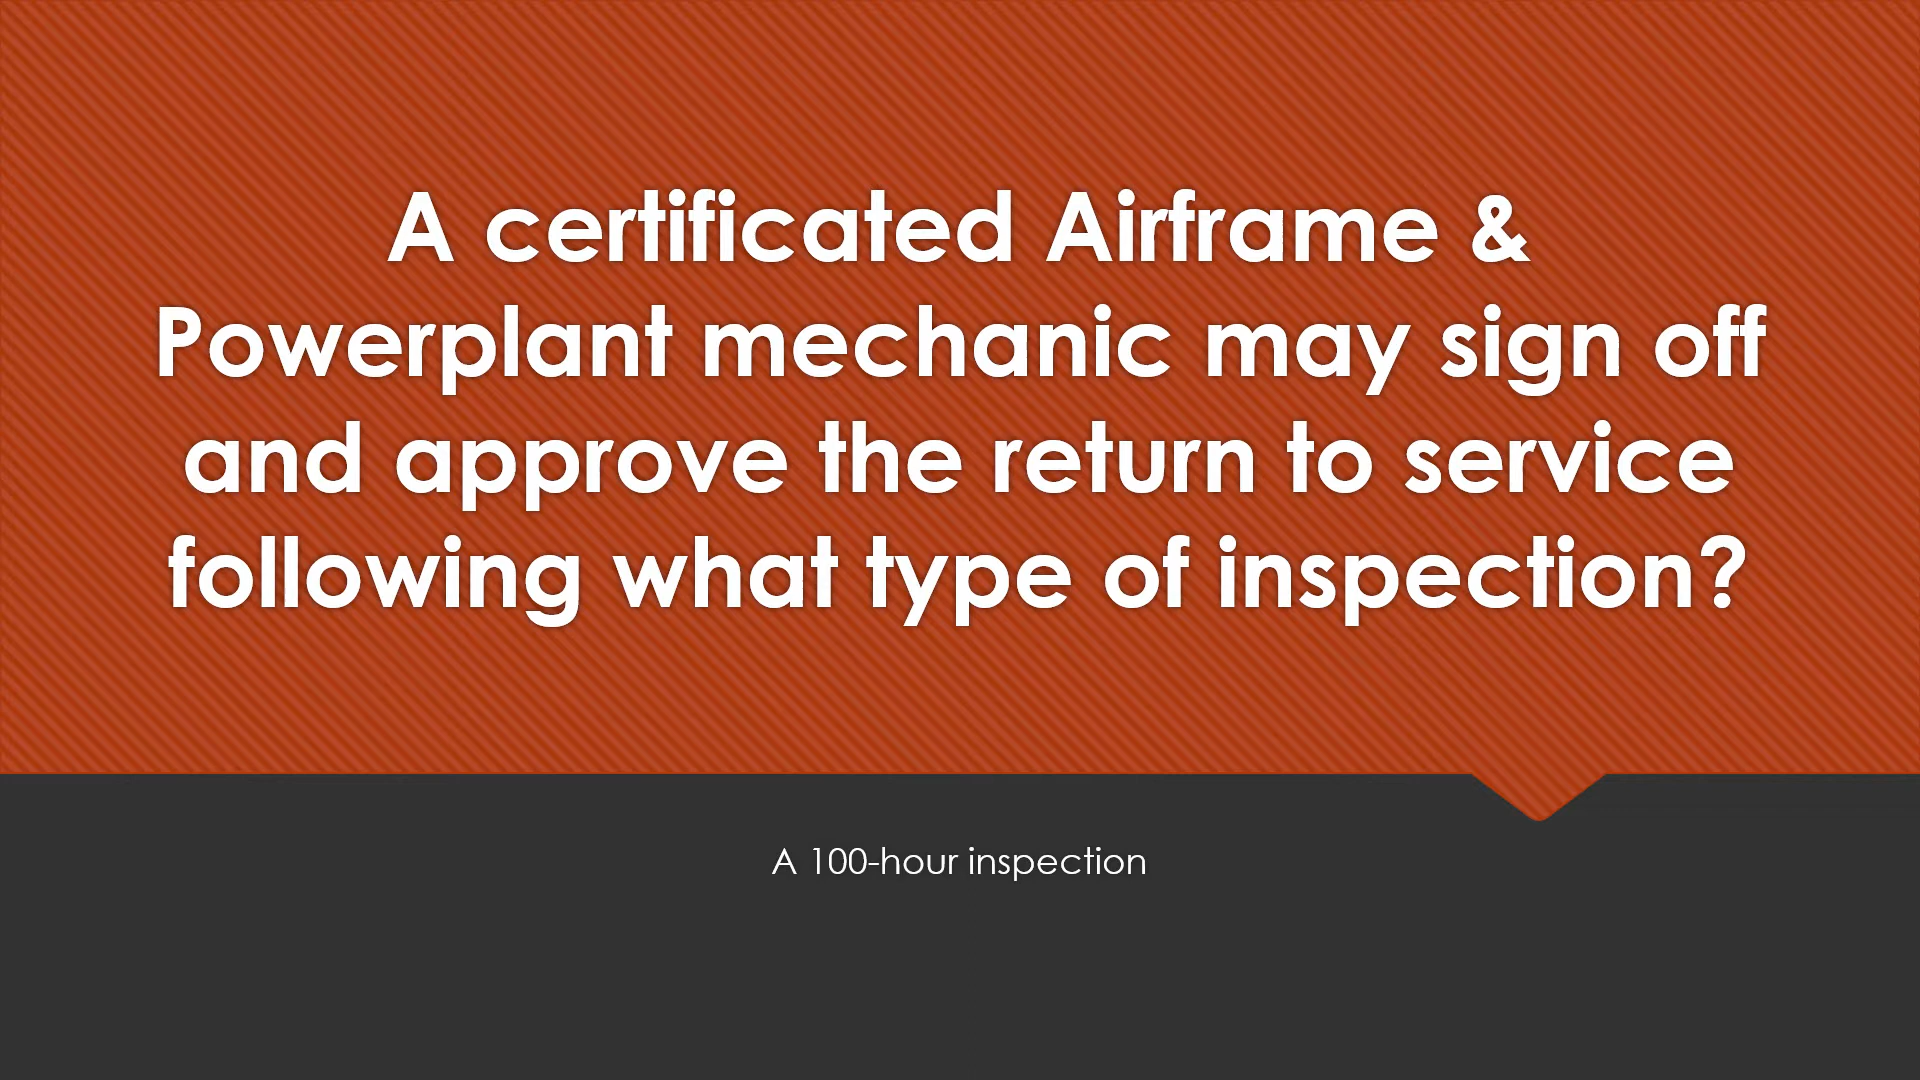 A certificated Airframe &
Powerplant mechanic may sign off
and approve the return to service
following what type of inspection?
A 100-hour inspection